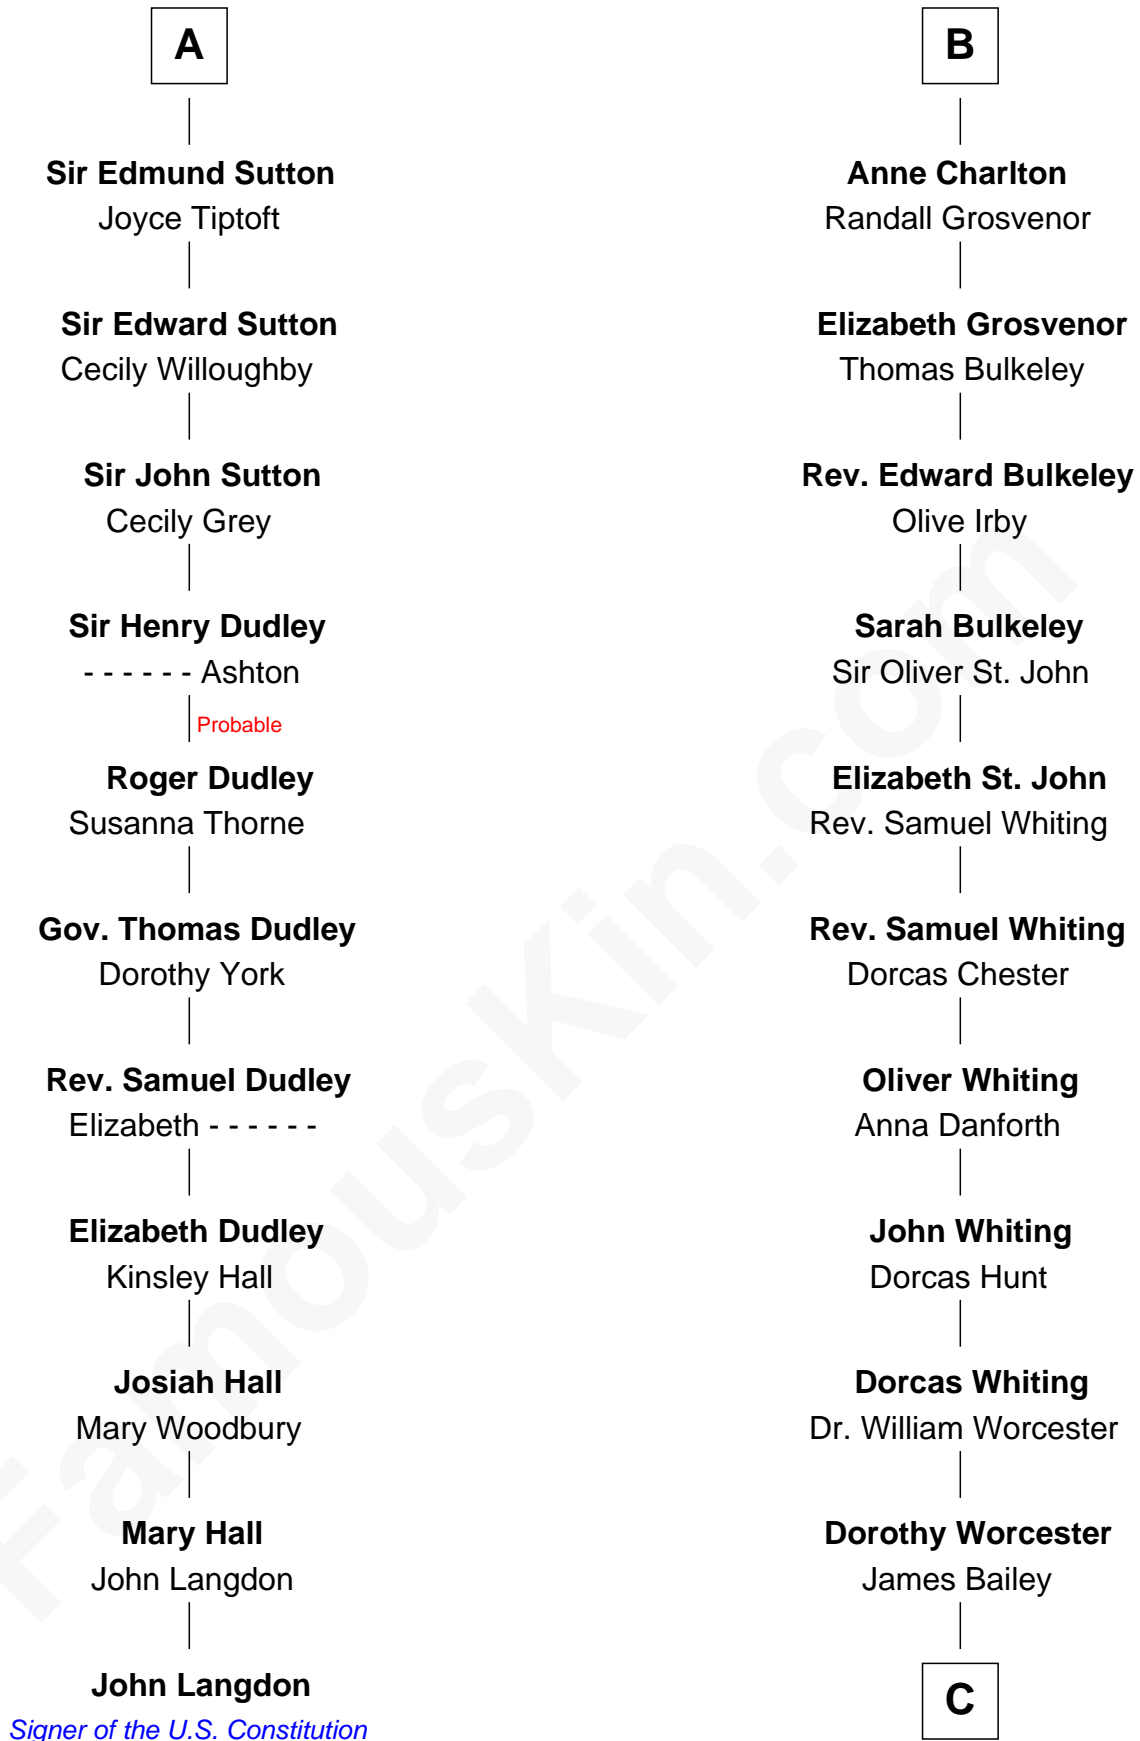 A
Sir Edmund Sutton
Joyce Tiptoft
Sir Edward Sutton
Cecily Willoughby
Sir John Sutton
Cecily Grey
Sir Henry Dudley
- - - - - - Ashton
Probable
Roger Dudley
Susanna Thorne
Gov. Thomas Dudley
Dorothy York
Rev. Samuel Dudley
Elizabeth - - - - - -
Elizabeth Dudley
Kinsley Hall
Josiah Hall
Mary Woodbury
Mary Hall
John Langdon
John Langdon
Signer of the U.S. Constitution
B
Anne Charlton
Randall Grosvenor
Elizabeth Grosvenor
Thomas Bulkeley
Rev. Edward Bulkeley
Olive Irby
Sarah Bulkeley
Sir Oliver St. John
Elizabeth St. John
Rev. Samuel Whiting
Rev. Samuel Whiting
Dorcas Chester
Oliver Whiting
Anna Danforth
John Whiting
Dorcas Hunt
Dorcas Whiting
Dr. William Worcester
Dorothy Worcester
James Bailey
C
FamousKin.com